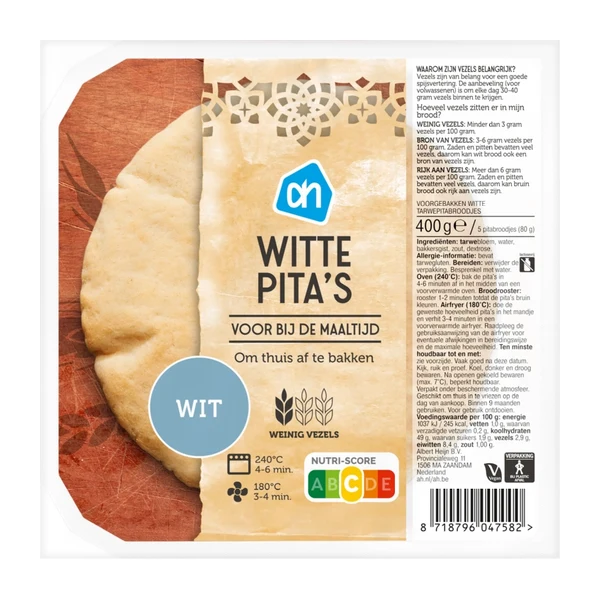 WAAROM ZIJN VEZELS BELANGRIJK?
Vezels zijn van belang voor een goede
spijsvertering. De aanbeveling (voor
volwassenen) is om elke dag 30-40
gram vezels binnen te krijgen.
Hoeveel vezels zitten er in mijn
brood?
WEINIG VEZELS: Minder dan 3 gram
vezels per 100 gram.
BRON VAN VEZELS: 3-6 gram vezels per
100 gram. Zaden en pitten bevatten veel
vezels, daarom kan wit brood ook een
bron van vezels zijn.
RIJK AAN VEZELS: Meer dan 6 gram
vezels per 100 gram. Zaden en pitten
bevatten veel vezels, daarom kan bruin
brood ook rijk aan vezels zijn.
VOORGEBAKKEN WITTE
TARWEPITABROODJES
400g℮/ 5 pitabroodjes (80 g)
Ingrediënten: tarwebloem, water,
bakkersgist, zout, dextrose.
Allergie-informatie: bevat
tarwegluten. Bereiden: verwijder de
verpakking. Besprenkel met water.
Oven (240°C): bak de pita's in
4-6 minuten af in het midden van een
voorverwarmde oven. Broodrooster:
rooster 1-2 minuten totdat de pita's bruin
kleuren. Airfryer (180°C): doe de
gewenste hoeveelheid pita's in het mandje
en verhit 3-4 minuten in een
voorverwarmde airfryer. Raadpleeg de
gebruiksaanwijzing van de airfryer voor
eventuele afwijkingen in bereidingswijze
en de maximale hoeveelheid. Ten minste
houdbaar tot en met:
zie voorzijde. Vaak goed na deze datum.
Kijk, ruik en proef. Koel, donker en droog
bewaren. Na openen gekoeld bewaren
(max. 7°C), beperkt houdbaar.
Verpakt onder beschermende atmosfeer.
Geschikt om thuis in te vriezen op de
dag van aankoop. Binnen 9 maanden
gebruiken. Voor gebruik ontdooien.
Voedingswaarde per 100 g: energie
1037 kJ / 245 kcal, vetten 1,0 g, waarvan
verzadigde vetzuren 0,2 g, koolhydraten
49 g, waarvan suikers 1,9 g, vezels 2,9 g,
eiwitten 8,4 g, zout 1,00 g.
Albert Heijn B.V.
Provincialeweg 11
1506 MA ZAANDAM
Nederland
ah.nl/ah.be
Vegan
VERPAKKING
BIJ PLASTIC
AFVAL
8 718796 047582 >
ah
WITTE
PITA'S
VOOR BIJ DE MAALTIJD
Om thuis af te bakken
WIT
WEINIG VEZELS
240°C
4-6 min.
180°C
3-4 min.
NUTRI-SCORE
A B C D E